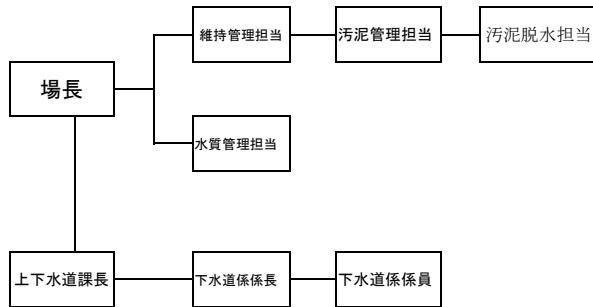 維持管理担当
汚泥管理担当
汚泥脱水担当
場長
水質管理担当
上下水道課長
下水道係係長
下水道係係員